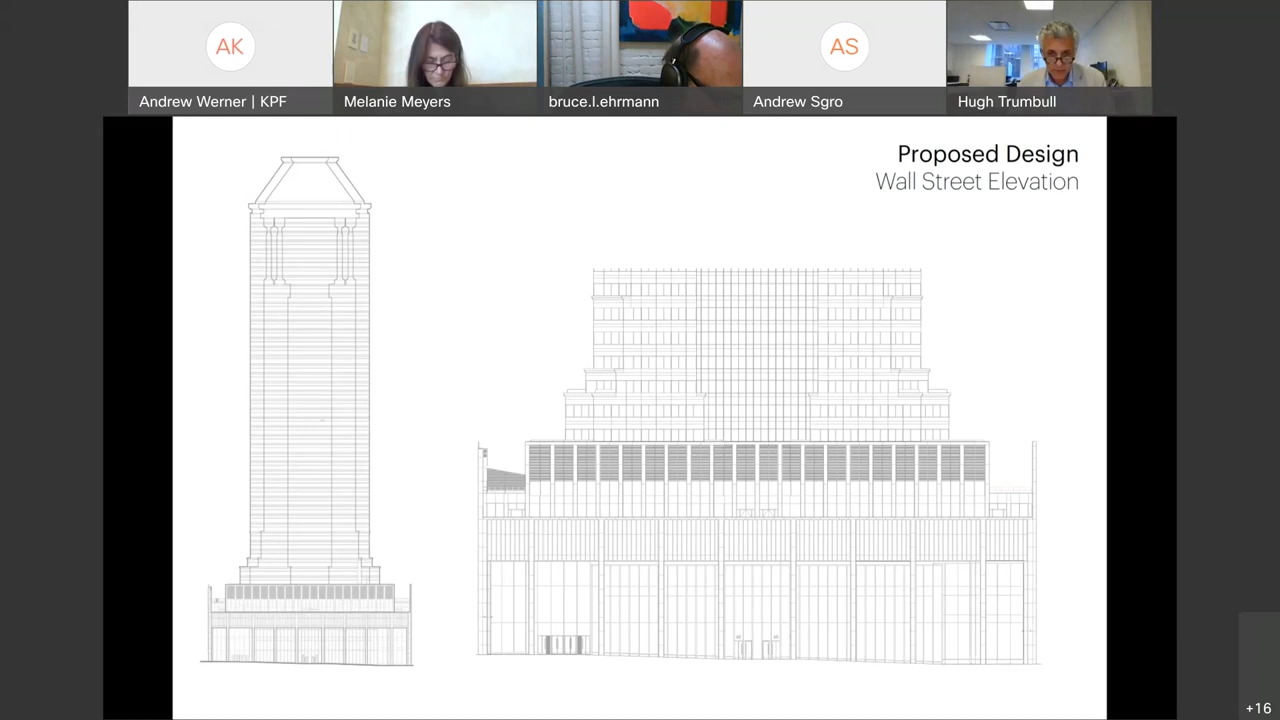 AK
Andrew Werner | KPF
Melanie Meyers
bruce.l.ehrmann
AS
Andrew Sgro
Hugh Trumbull
Proposed Design
Wall Street Elevation
+16